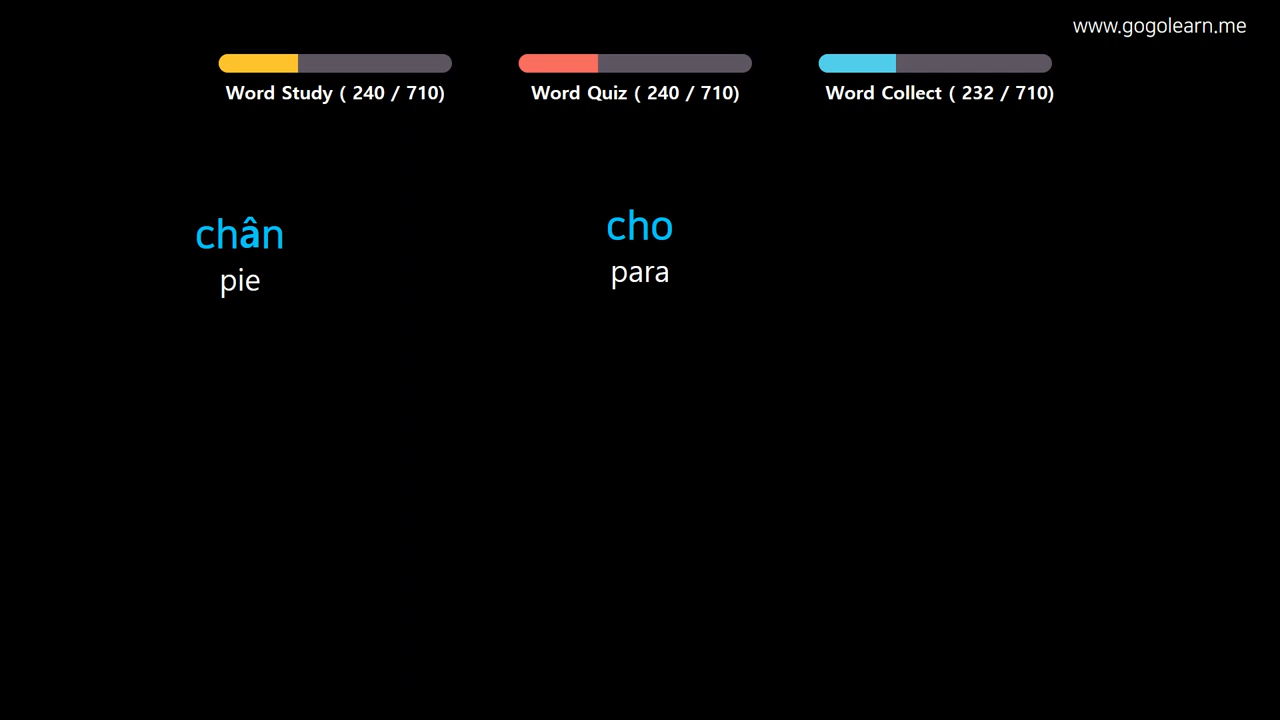 www.gogolearn.me
Word Study ( 240 / 710)
Word Quiz ( 240 / 710)
Word Collect ( 232 / 710)
chân
pie
cho
para